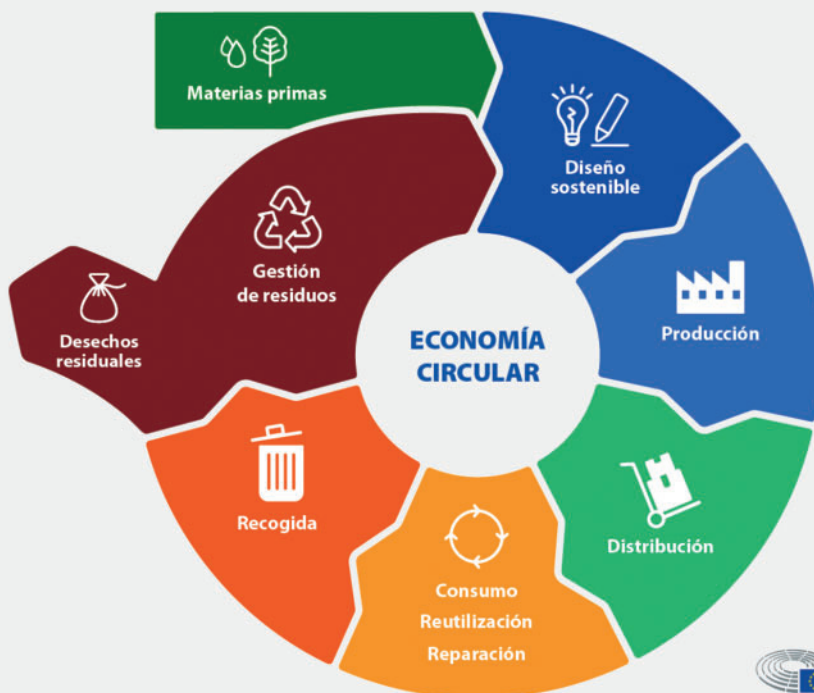 Materias primas
Diseño
sostenible
Producción
Distribución
Consumo
Reutilización
Reparación
Recogida
Gestión
de residuos
Desechos
residuales
ECONOMÍA
CIRCULAR